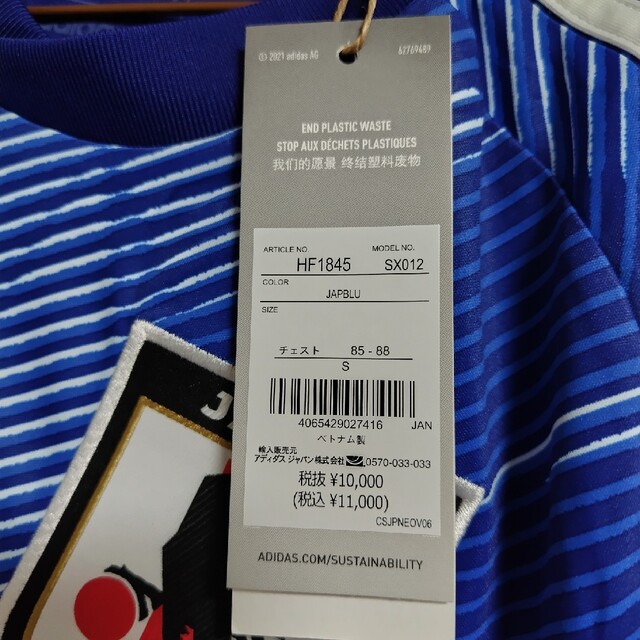 © 2021 adidas AG 62769489
END PLASTIC WASTE
STOP AUX DÉCHETS PLASTIQUES
我们的愿景 终结塑料废物
ARTICLE NO. MODEL NO.
HF1845 SX012
COLOR
JAPBLU
SIZE
チェスト 85 - 88
S
4065429027416 JAN
ベトナム製
輸入販売元
アディダス ジャパン株式会社 0570-033-033
税抜 ¥10,000
(税込 ¥11,000)
CSJPNEOV06
ADIDAS.COM/SUSTAINABILITY
JA